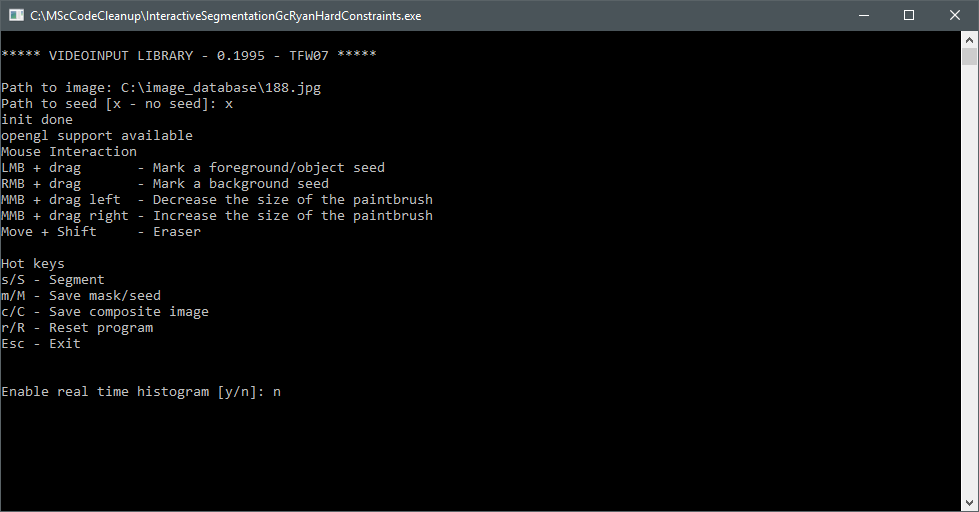 C:\MScCodeCleanup\InteractiveSegmentationGcRyanHardConstraints.exe
***** VIDEOINPUT LIBRARY - 0.1995 - TFW07 *****
Path to image: C:\image_database\188.jpg
Path to seed [x - no seed]: x
init done
opengl support available
Mouse Interaction
LMB + drag       - Mark a foreground/object seed
RMB + drag       - Mark a background seed
MMB + drag left  - Decrease the size of the paintbrush
MMB + drag right - Increase the size of the paintbrush
Move + Shift     - Eraser
Hot keys
s/S - Segment
m/M - Save mask/seed
c/C - Save composite image
r/R - Reset program
Esc - Exit
Enable real time histogram [y/n]: n